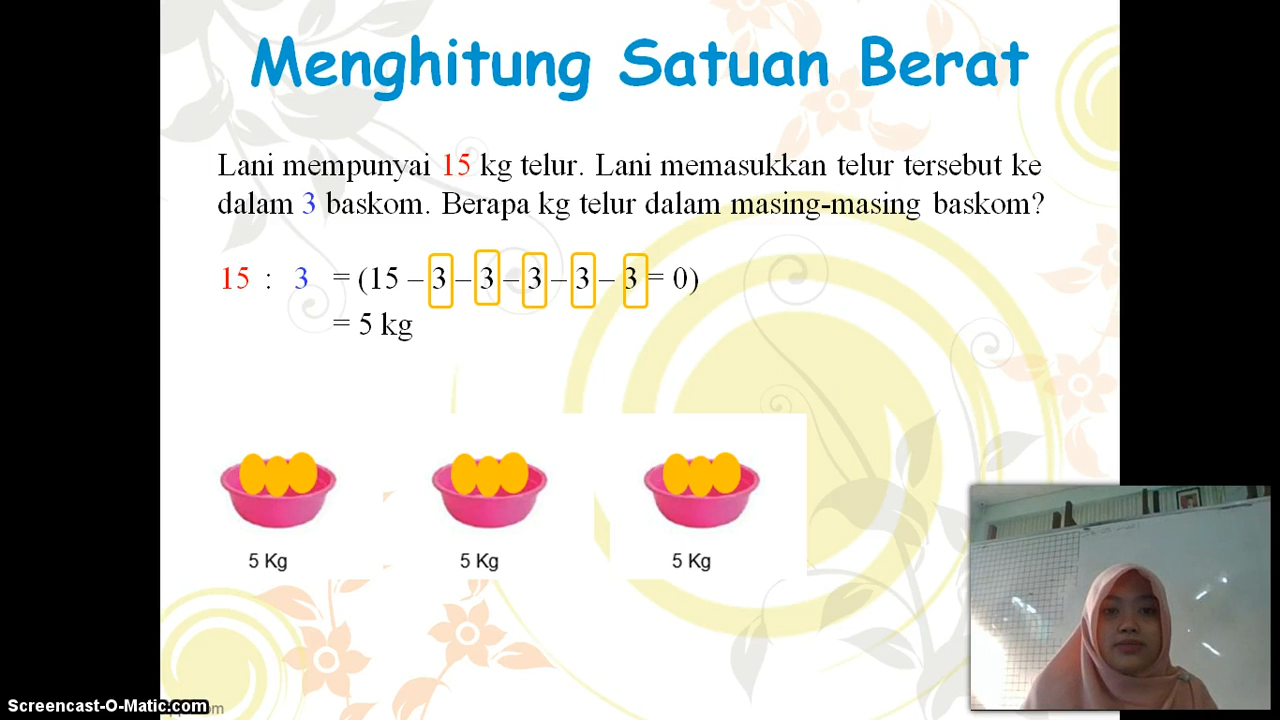 Menghitung Satuan Berat
Lani mempunyai 15 kg telur. Lani memasukkan telur tersebut ke
dalam 3 baskom. Berapa kg telur dalam masing-masing baskom?
15 : 3 = (15 – 3 – 3 – 3 – 3 – 3 = 0)
= 5 kg
5 Kg 5 Kg 5 Kg
Screencast-O-Matic.com